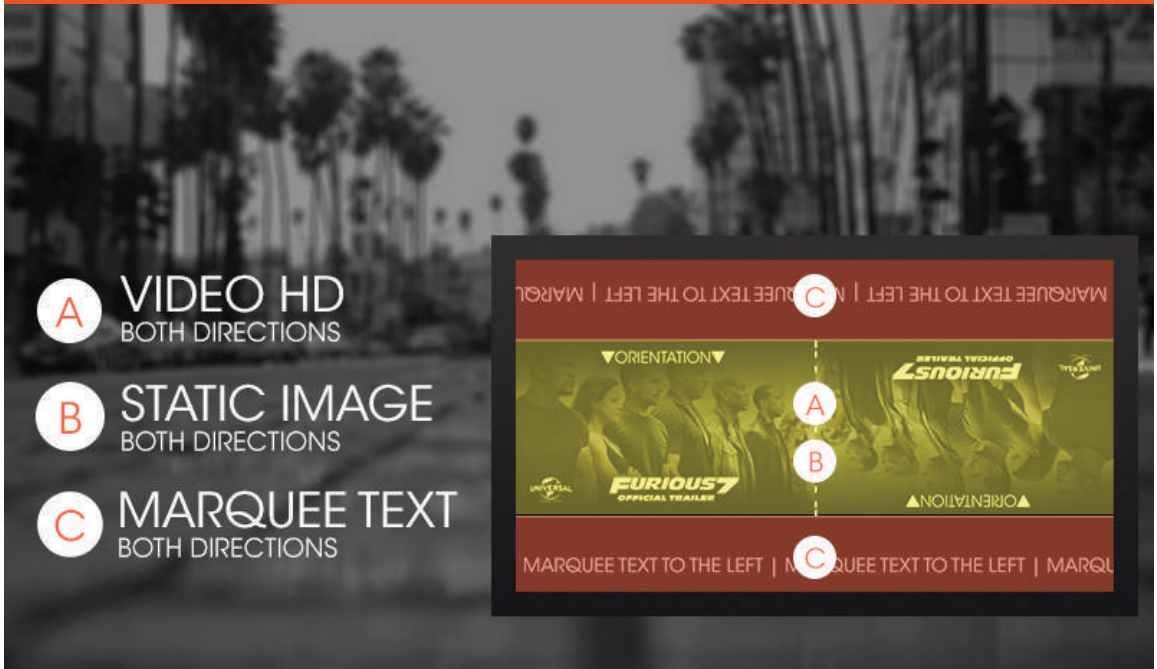 A VIDEO HD
BOTH DIRECTIONS
B STATIC IMAGE
BOTH DIRECTIONS
C MARQUEE TEXT
BOTH DIRECTIONS
MARQUEE TEXT TO THE LEFT | M C QUEE TEXT TO THE LEFT | MARQU
▼ORIENTATION▼
A
B
UNIVERSAL
FURIOUS7
OFFICIAL TRAILER
▲ORIENTATION▲
UNIVERSAL
FURIOUS7
OFFICIAL TRAILER
MARQUEE TEXT TO THE LEFT | M C QUEE TEXT TO THE LEFT | MARQU